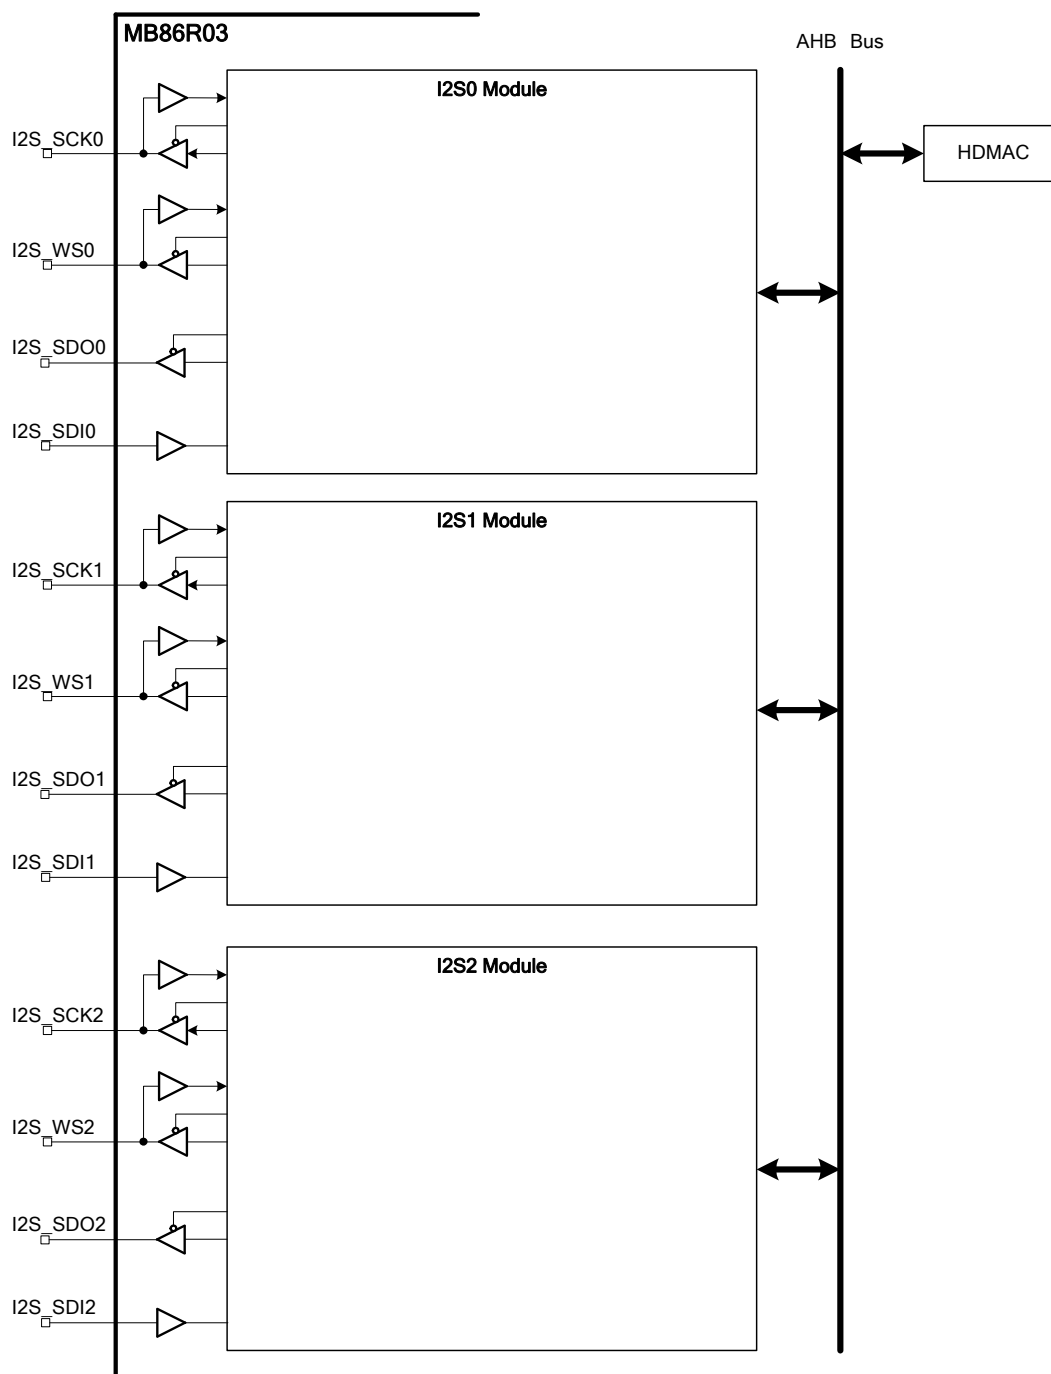 MB86R03
AHB Bus
I2S0 Module
I2S_SCK0
HDMAC
I2S_WS0
I2S_SDO0
I2S_SDI0
I2S1 Module
I2S_SCK1
I2S_WS1
I2S_SDO1
I2S_SDI1
I2S2 Module
I2S_SCK2
I2S_WS2
I2S_SDO2
I2S_SDI2